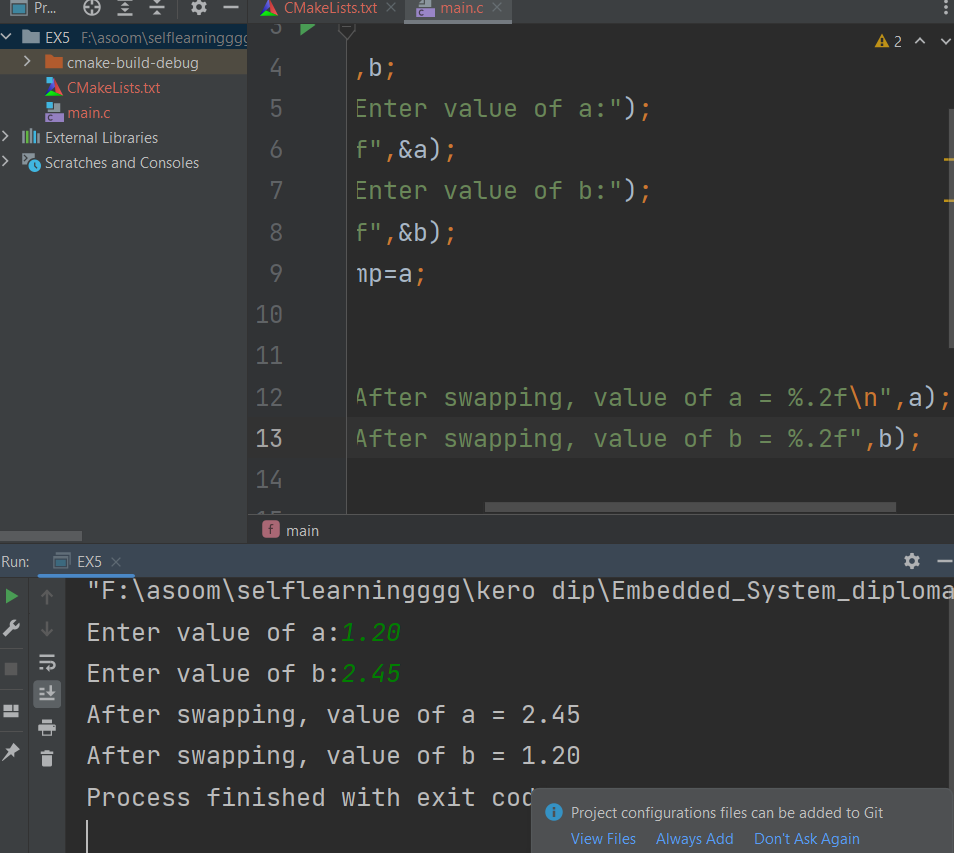 Pr...
CMakeLists.txt
main.c
EX5 F:\asoom\selflearninggg
cmake-build-debug
CMakeLists.txt
main.c
External Libraries
Scratches and Consoles
2
3
4 ,b;
5 Enter value of a:");
6 f",&a);
7 Enter value of b:");
8 f",&b);
9 mp=a;
10
11
12 After swapping, value of a = %.2f\n",a);
13 After swapping, value of b = %.2f",b);
14
f main
Run: EX5
"F:\asoom\selflearningggg\kero dip\Embedded_System_diploma
Enter value of a:1.20
Enter value of b:2.45
After swapping, value of a = 2.45
After swapping, value of b = 1.20
Process finished with exit cod
Project configurations files can be added to Git
View Files Always Add Don't Ask Again